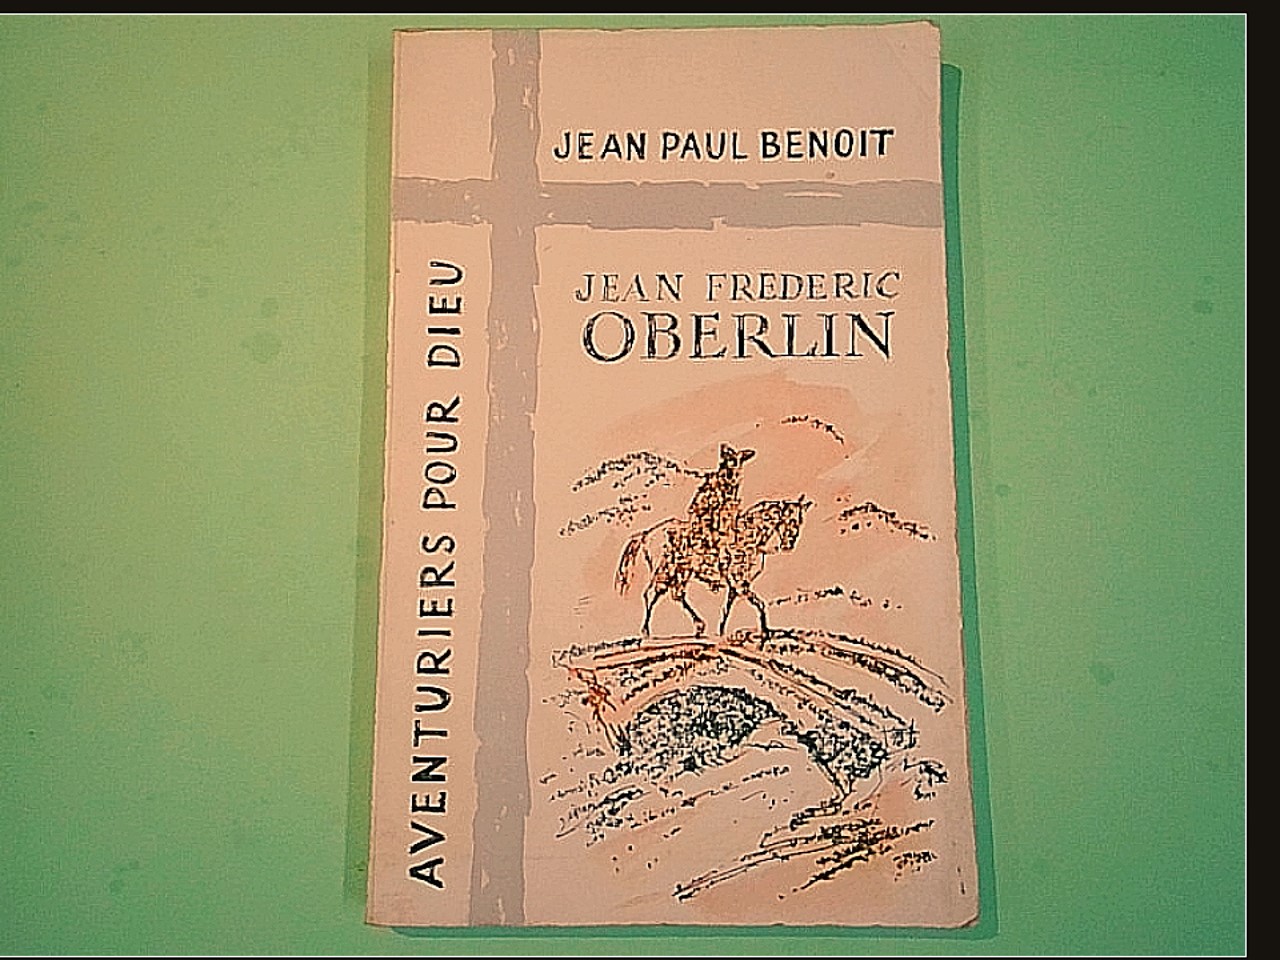 JEAN PAUL BENOIT
JEAN FREDERIC
OBERLIN
AVENTURIERS POUR DIEU